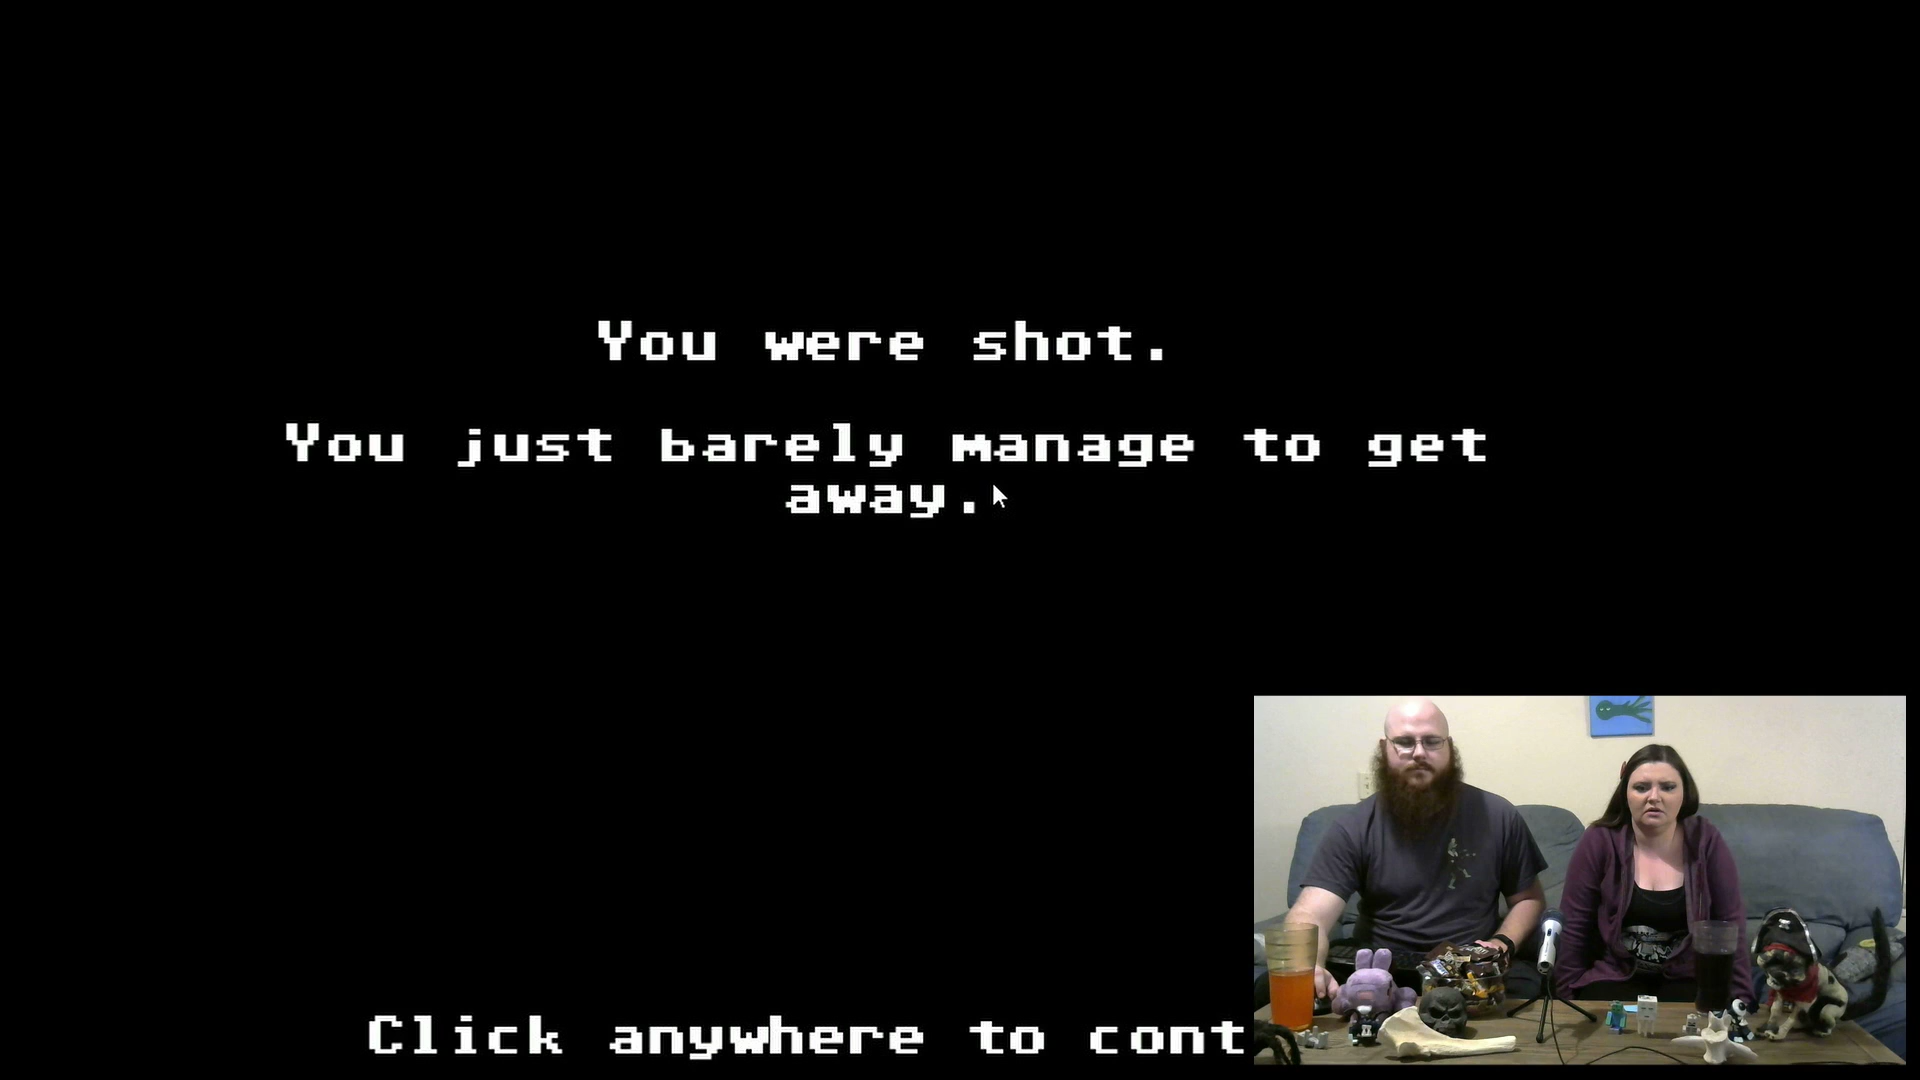 You were shot.
You just barely manage to get
away.
Click anywhere to cont